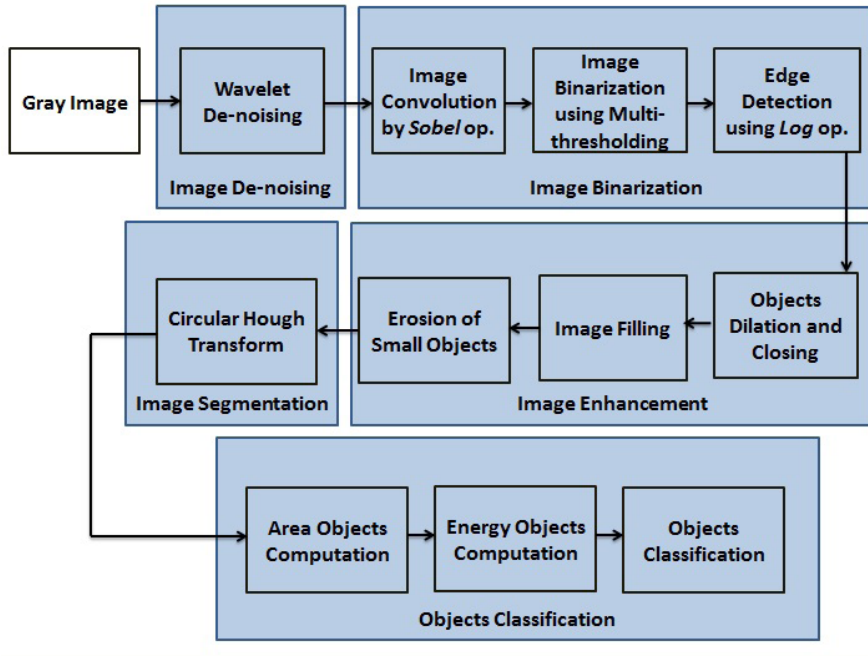 Gray Image
Wavelet
De-noising
Image De-noising
Image
Convolution
by Sobel op.
Image
Binarization
using Multi-
thresholding
Edge
Detection
using Log op.
Image Binarization
Objects
Dilation and
Closing
Image Filling
Erosion of
Small Objects
Image Enhancement
Circular Hough
Transform
Image Segmentation
Area Objects
Computation
Energy Objects
Computation
Objects
Classification
Objects Classification